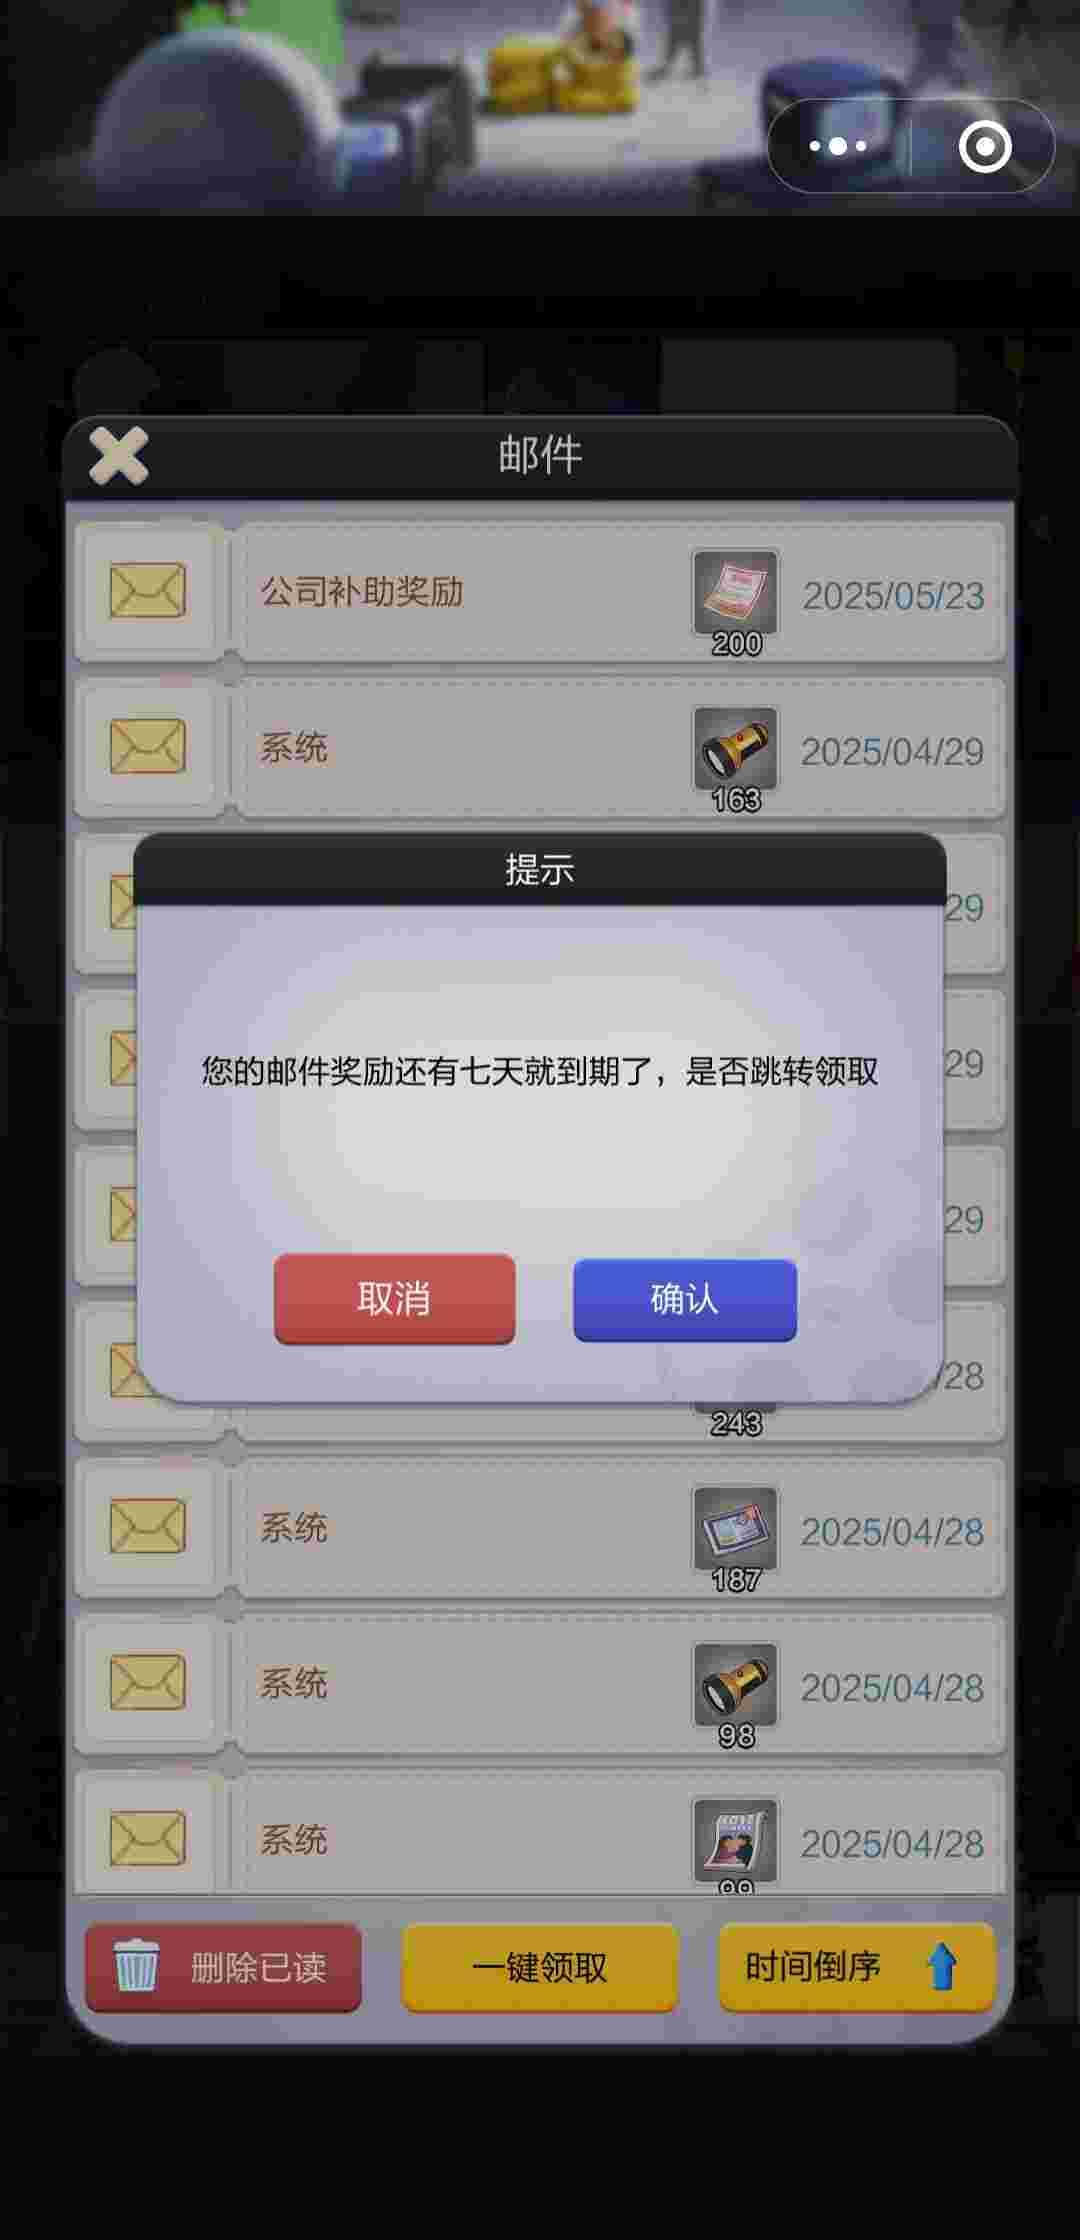 邮件
公司补助奖励
200
2025/05/23
系统
163
2025/04/29
29
提示
您的邮件奖励还有七天就到期了，是否跳转领取
29
29
取消
确认
/28
243
系统
187
2025/04/28
系统
98
2025/04/28
系统
99
2025/04/28
删除已读
一键领取
时间倒序